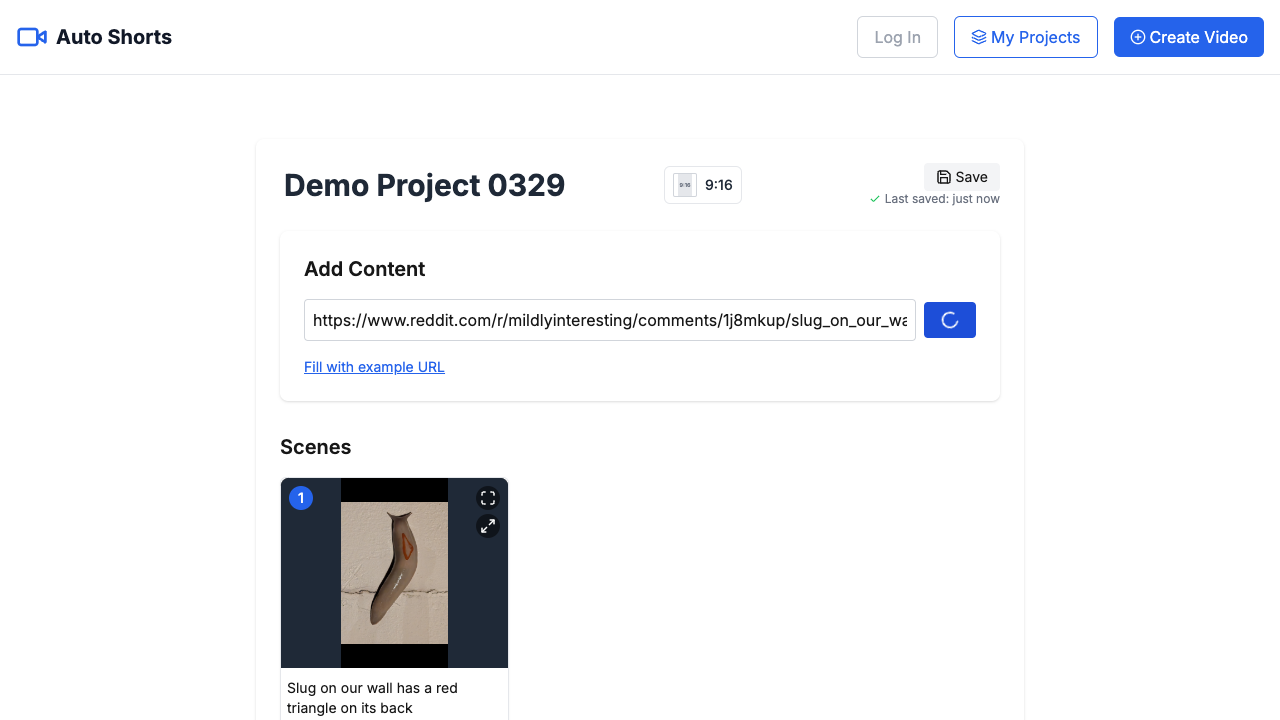 Auto Shorts
Log In
My Projects
Create Video
Demo Project 0329
9:16
9:16
Save
Last saved: just now
Add Content
https://www.reddit.com/r/mildlyinteresting/comments/1j8mkup/slug_on_our_wa
Fill with example URL
Scenes
1
Slug on our wall has a red
triangle on its back